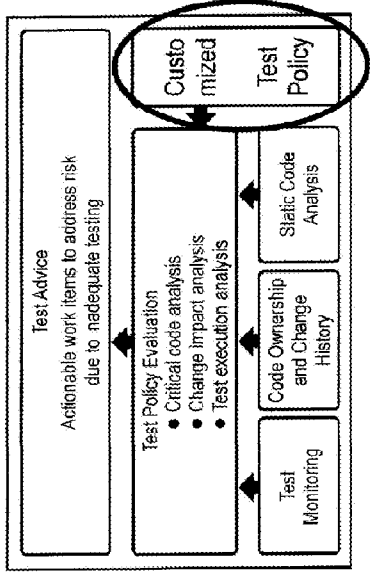 Test Advice
Actionable work items to address risk
due to nadequate testing
Test Policy Evaluation
● Critical code analysis
● Change impact analysis
● Test execution analysis
Custo
mized
Test
Policy
Test
Monitoring
Code Ownership
and Change
History
Static Code
Analysis